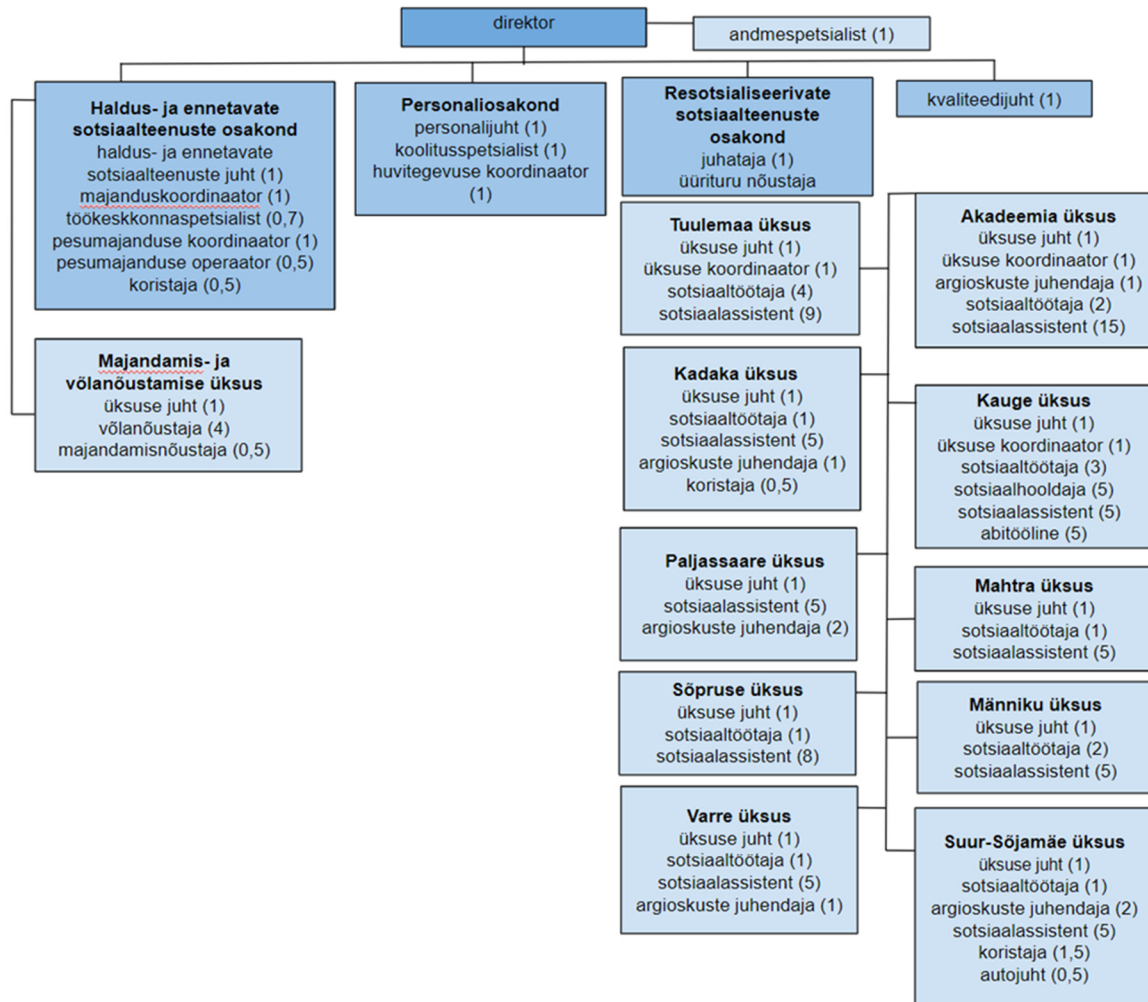 direktor
andmespetsialist (1)
Haldus- ja ennetavate
sotsiaalteenuste osakond
haldus- ja ennetavate
sotsiaalteenuste juht (1)
majanduskoordinaator (1)
töökeskkonnaspetsialist (0,7)
pesumajanduse koordinaator (1)
pesumajanduse operaator (0,5)
koristaja (0,5)
Personaliosakond
personalijuht (1)
koolitusspetsialist (1)
huvitegevuse koordinaator
(1)
Resotsialiseerivate
sotsiaalteenuste
osakond
juhataja (1)
üürituru nõustaja
kvaliteedijuht (1)
Majandamis- ja
võlanõustamise üksus
üksuse juht (1)
võlanõustaja (4)
majandamisnõustaja (0,5)
Tuulemaa üksus
üksuse juht (1)
üksuse koordinaator (1)
sotsiaaltöötaja (4)
sotsiaalassistent (9)
Kadaka üksus
üksuse juht (1)
sotsiaaltöötaja (1)
sotsiaalassistent (5)
argioskuste juhendaja (1)
koristaja (0,5)
Paljassaare üksus
üksuse juht (1)
sotsiaalassistent (5)
argioskuste juhendaja (2)
Sõpruse üksus
üksuse juht (1)
sotsiaaltöötaja (1)
sotsiaalassistent (8)
Varre üksus
üksuse juht (1)
sotsiaaltöötaja (1)
sotsiaalassistent (5)
argioskuste juhendaja (1)
Akadeemia üksus
üksuse juht (1)
üksuse koordinaator (1)
argioskuste juhendaja (1)
sotsiaaltöötaja (2)
sotsiaalassistent (15)
Kauge üksus
üksuse juht (1)
üksuse koordinaator (1)
sotsiaaltöötaja (3)
sotsiaalhooldaja (5)
sotsiaalassistent (5)
abitööline (5)
Mahtra üksus
üksuse juht (1)
sotsiaaltöötaja (1)
sotsiaalassistent (5)
Männiku üksus
üksuse juht (1)
sotsiaaltöötaja (2)
sotsiaalassistent (5)
Suur-Sõjamäe üksus
üksuse juht (1)
sotsiaaltöötaja (1)
argioskuste juhendaja (2)
sotsiaalassistent (5)
koristaja (1,5)
autojuht (0,5)